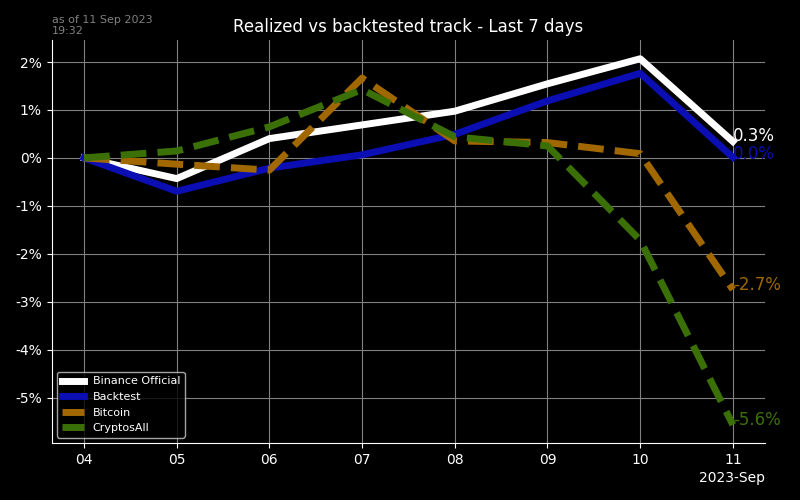 as of 11 Sep 2023
19:32
Realized vs backtested track - Last 7 days
2%
1%
0%
-1%
-2%
-3%
-4%
-5%
0.3%
0.0%
-2.7%
-5.6%
Binance Official
Backtest
Bitcoin
CryptosAll
04 05 06 07 08 09 10 11
2023-Sep